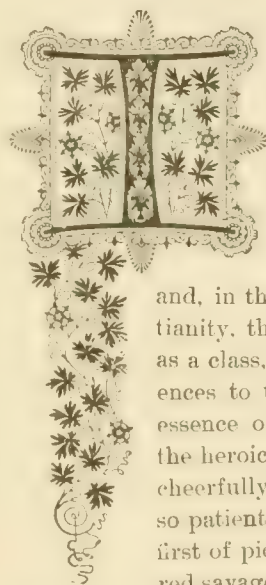 I
and, in th
tianity, th
as a class,
ences to t
essence o
the heroic
cheerfully
so patient
first of pio
red savag